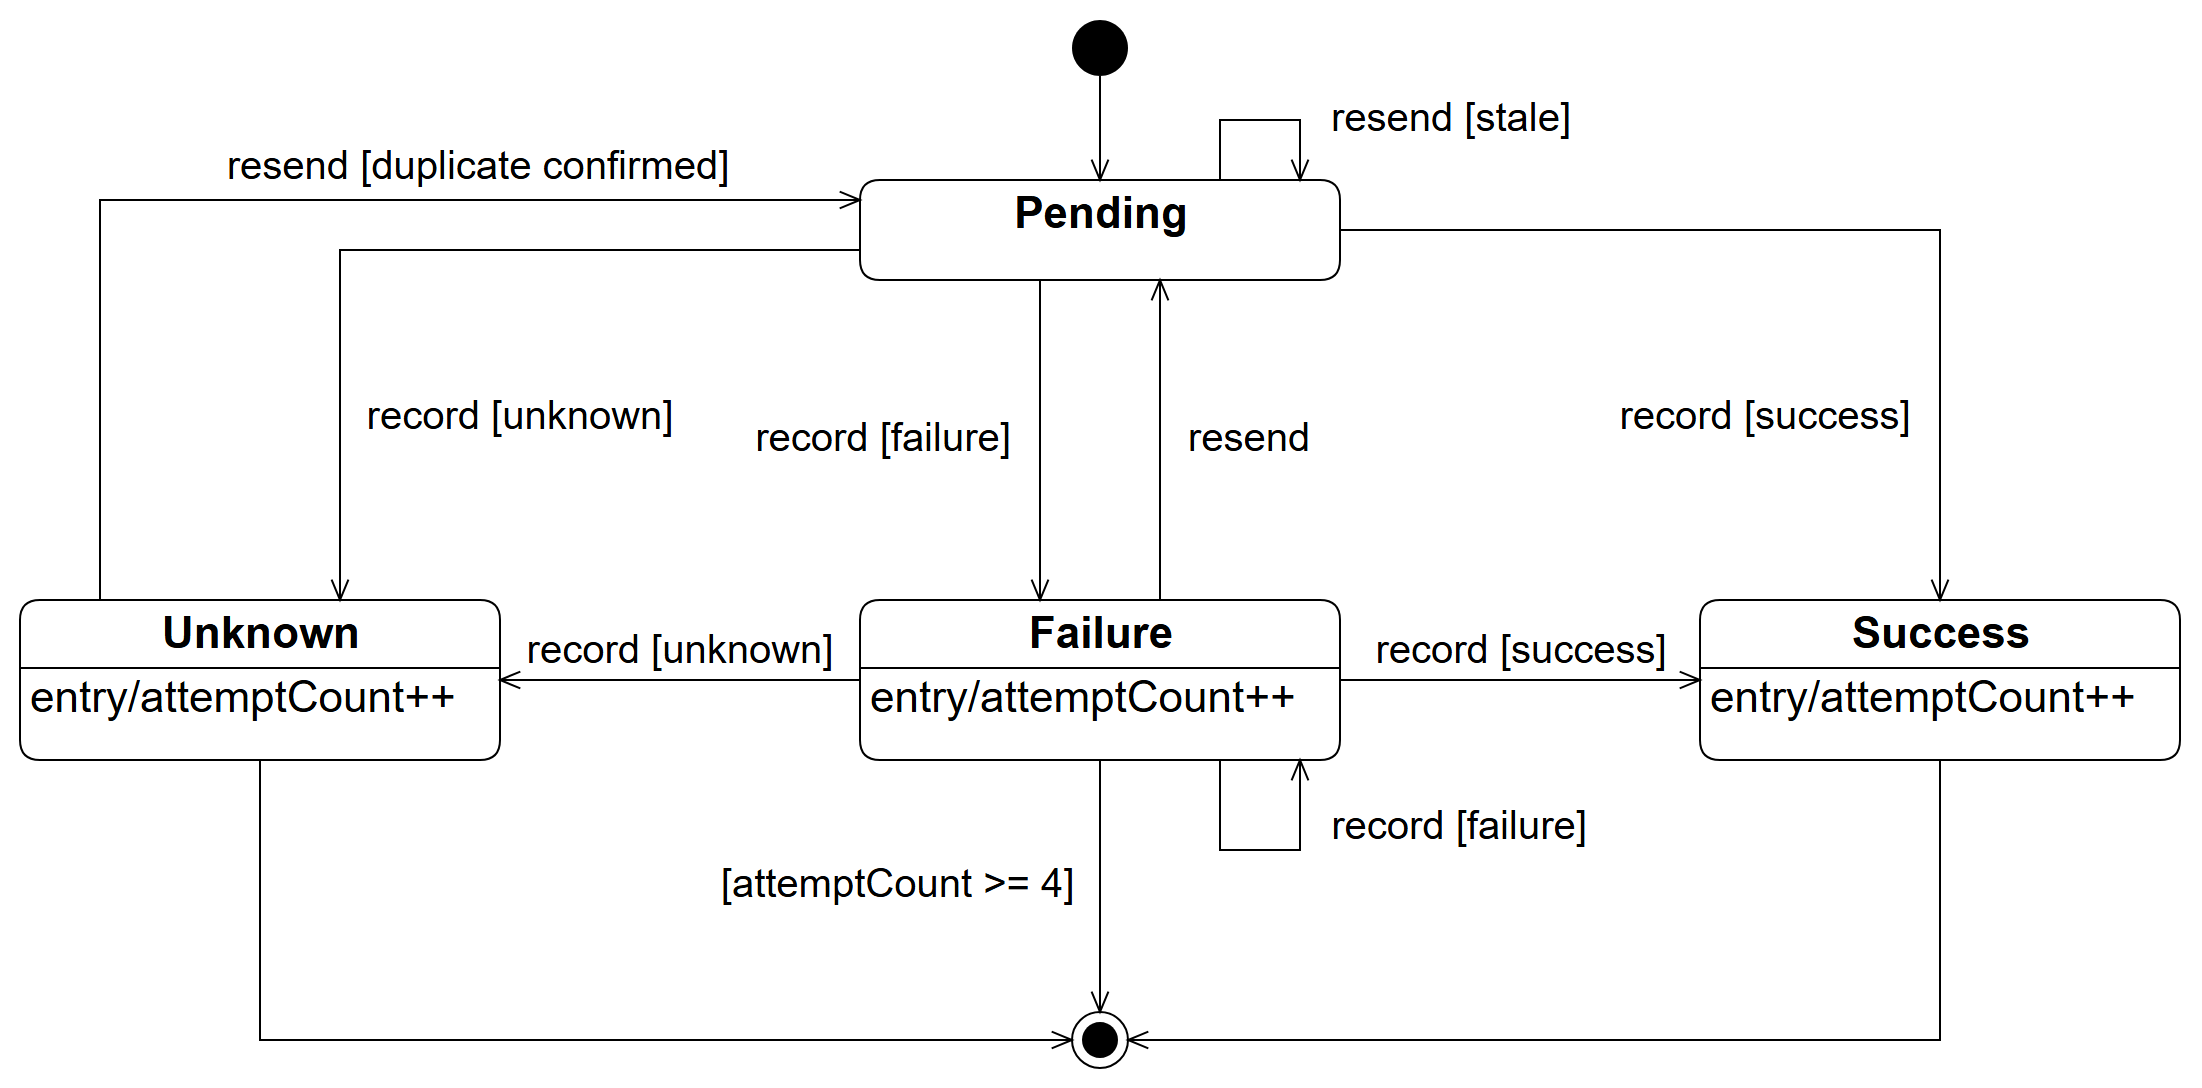 resend [stale]
resend [duplicate confirmed]
Pending
record [unknown]
record [failure]
resend
record [success]
Unknown
entry/attemptCount++
record [unknown]
Failure
entry/attemptCount++
record [success]
Success
entry/attemptCount++
record [failure]
[attemptCount >= 4]